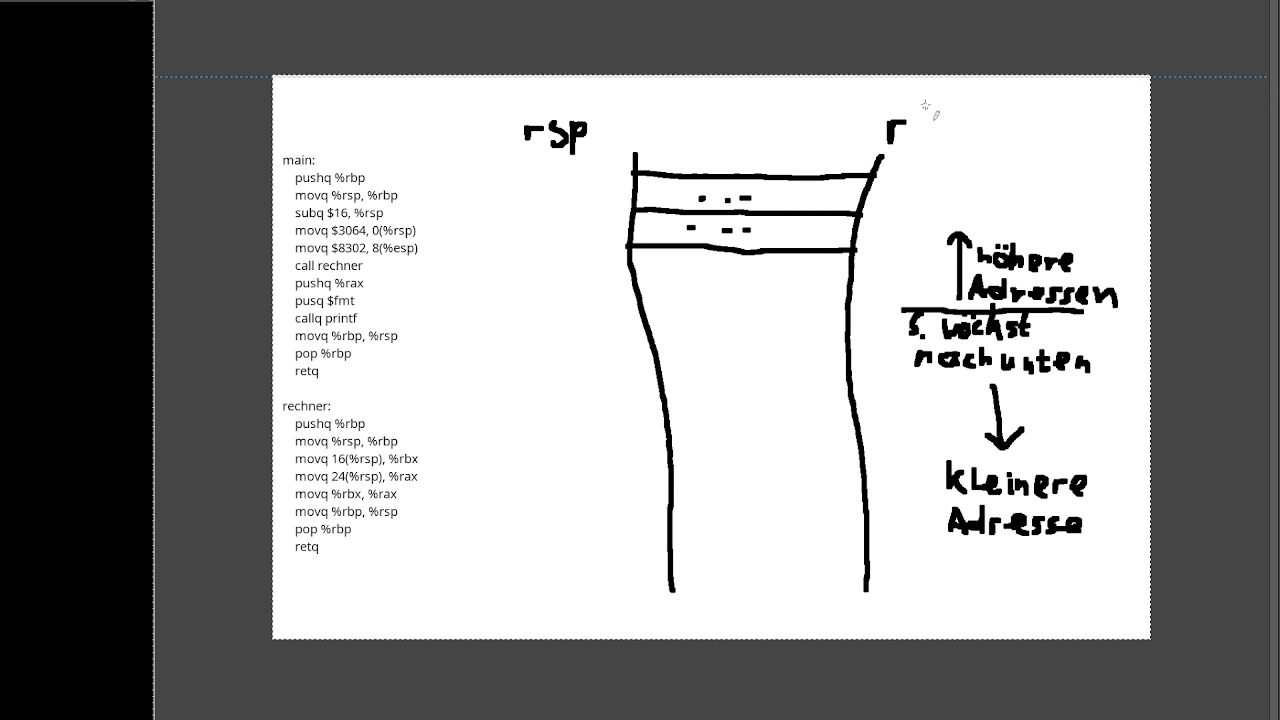 rsp
r
main:
pushq %rbp
movq %rsp, %rbp
subq $16, %rsp
movq $3064, 0(%rsp)
movq $8302, 8(%esp)
call rechner
pushq %rax
pusq $fmt
callq printf
movq %rbp, %rsp
pop %rbp
retq
rechner:
pushq %rbp
movq %rsp, %rbp
movq 16(%rsp), %rbx
movq 24(%rsp), %rax
movq %rbx, %rax
movq %rbp, %rsp
pop %rbp
retq
höhere
Adressen
S. wächst
nach unten
kleinere
Adresse